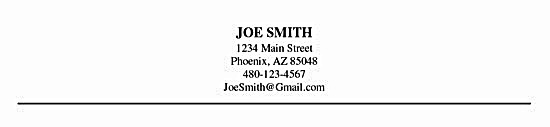 JOE SMITH
1234 Main Street
Phoenix, AZ 85048
480-123-4567
JoeSmith@Gmail.com